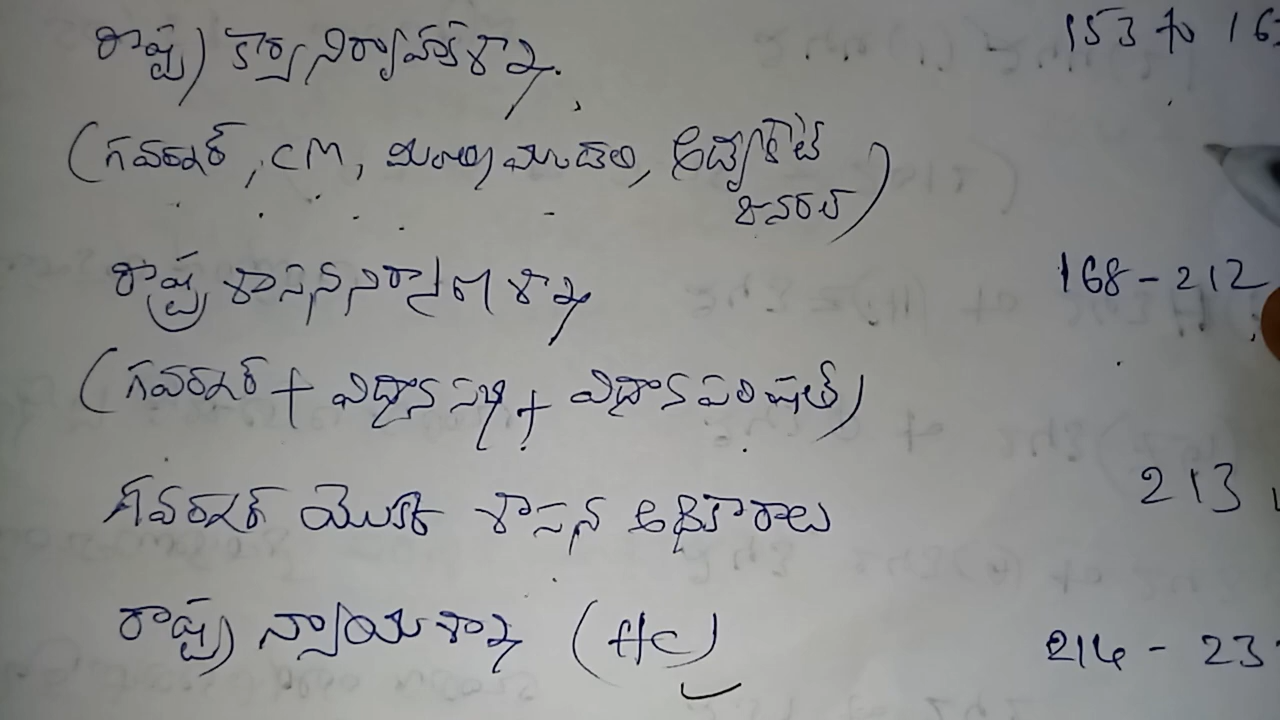 రాష్ట్ర కార్యనిర్వాహకశాఖ 153 to 16
(గవర్నర్, CM, మంత్రిమండలి, అడ్వకేట్
జనరల్)
రాష్ట్ర శాసననిర్మాణ శాఖ 168-212
(గవర్నర్ + విధానసభ + విధానపరిషత్)
గవర్నర్ యొక్క శాసన అధికారాలు 213
రాష్ట్ర న్యాయశాఖ (HC) 214 - 23